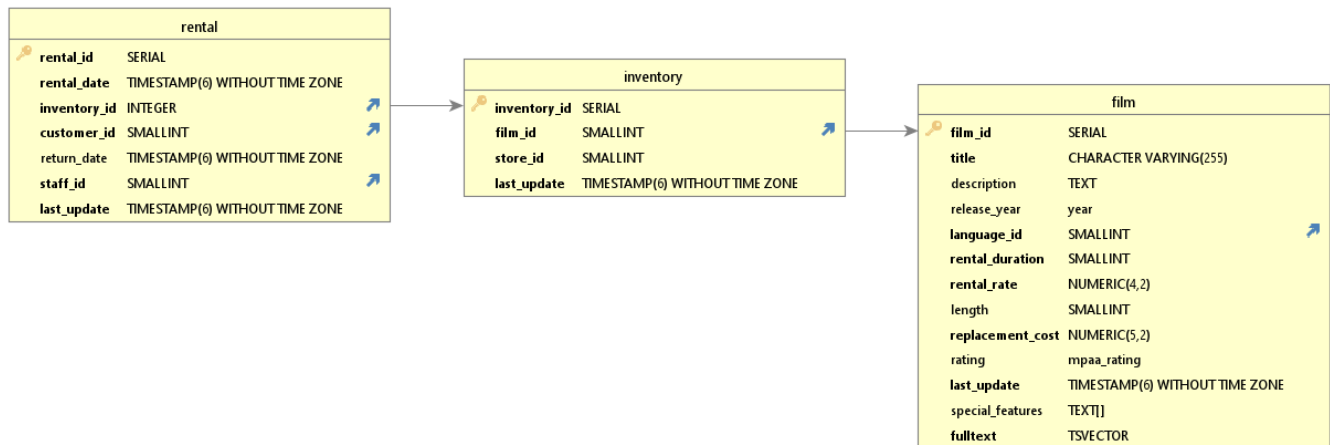 rental
rental_id SERIAL
rental_date TIMESTAMP(6) WITHOUT TIME ZONE
inventory_id INTEGER
customer_id SMALLINT
return_date TIMESTAMP(6) WITHOUT TIME ZONE
staff_id SMALLINT
last_update TIMESTAMP(6) WITHOUT TIME ZONE
inventory
inventory_id SERIAL
film_id SMALLINT
store_id SMALLINT
last_update TIMESTAMP(6) WITHOUT TIME ZONE
film
film_id SERIAL
title CHARACTER VARYING(255)
description TEXT
release_year year
language_id SMALLINT
rental_duration SMALLINT
rental_rate NUMERIC(4,2)
length SMALLINT
replacement_cost NUMERIC(5,2)
rating mpaa_rating
last_update TIMESTAMP(6) WITHOUT TIME ZONE
special_features TEXT[]
fulltext TSVECTOR